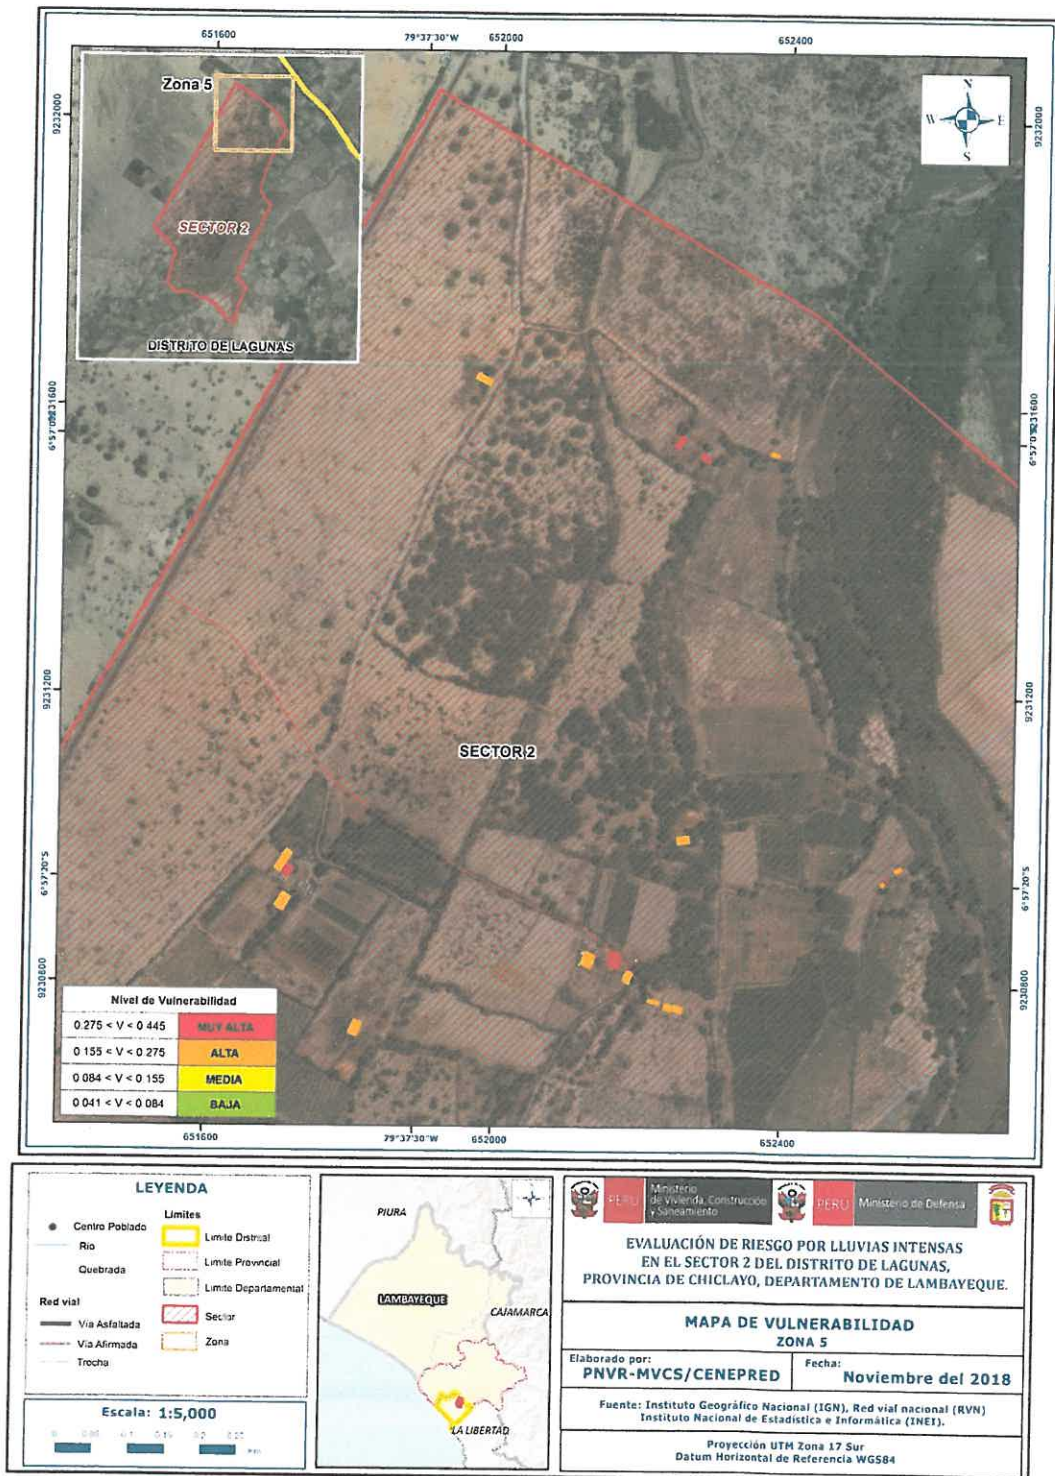 651600
79°37'30"W
652000
652400
Zona 5
SECTOR 2
DISTRITO DE LAGUNAS
N
W
E
S
9232000
9232000
9231600
9231600
6°57'0"S
9231200
9231200
SECTOR 2
6°57'20"S
6°57'20"S
9230800
9230800
Nivel de Vulnerabilidad
0.275 < V < 0.445 MUY ALTA
0.155 < V < 0.275 ALTA
0.084 < V < 0.155 MEDIA
0.041 < V < 0.084 BAJA
651600
79°37'30"W
652000
652400
LEYENDA
Centro Poblado
Rio
Quebrada
Red vial
Via Asfaltada
Via Afirmada
Trocha
Limites
Limite Distrital
Limite Provincial
Limite Departamental
Sector
Zona
Escala: 1:5,000
PIURA
LAMBAYEQUE
CAJAMARCA
LA LIBERTAD
PERÚ
Ministerio
de Vivienda, Construcción
y Saneamiento
PERÚ
Ministerio de Defensa
EVALUACIÓN DE RIESGO POR LLUVIAS INTENSAS
EN EL SECTOR 2 DEL DISTRITO DE LAGUNAS,
PROVINCIA DE CHICLAYO, DEPARTAMENTO DE LAMBAYEQUE.
MAPA DE VULNERABILIDAD
ZONA 5
Elaborado por:
PNVR-MVCS/CENEPRED
Fecha:
Noviembre del 2018
Fuente: Instituto Geográfico Nacional (IGN), Red vial nacional (RVN)
Instituto Nacional de Estadística e Informática (INEI).
Proyección UTM Zona 17 Sur
Datum Horizontal de Referencia WGS84